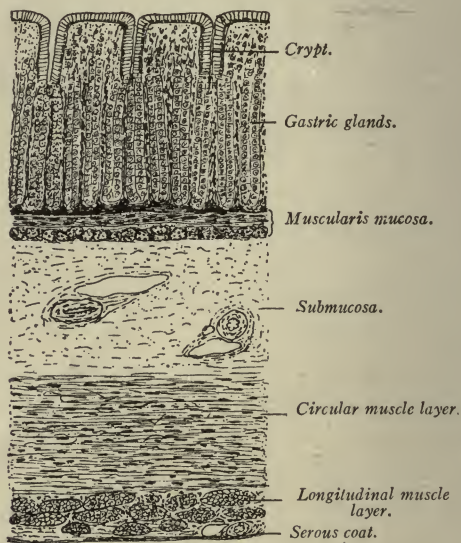 Crypt.
Gastric glands.
Muscularis mucosa.
Submucosa.
Circular muscle layer.
Longitudinal muscle
layer.
Serous coat.